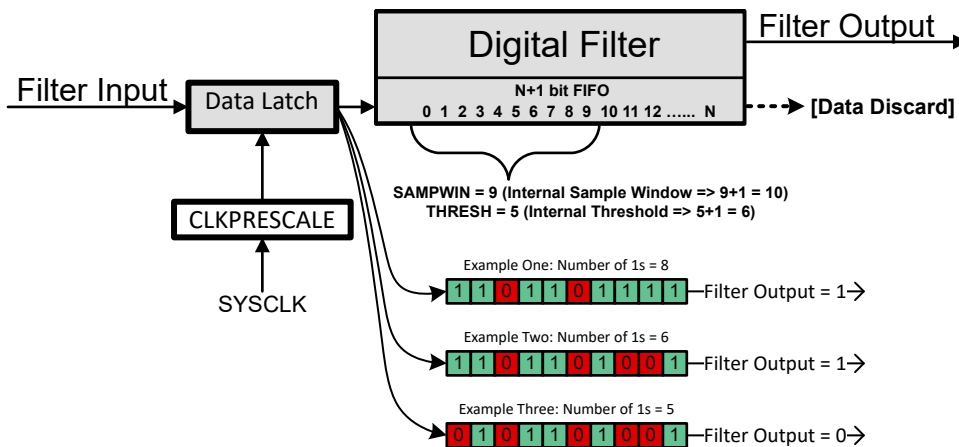 Filter Input
Data Latch
CLKPRESCALE
SYSCLK
Digital Filter
N+1 bit FIFO
0 1 2 3 4 5 6 7 8 9 10 11 12 …... N
Filter Output
[Data Discard]
SAMPWIN = 9 (Internal Sample Window => 9+1 = 10)
THRESH = 5 (Internal Threshold => 5+1 = 6)
Example One: Number of 1s = 8
1 1 0 1 1 0 1 1 1 1 Filter Output = 1
Example Two: Number of 1s = 6
1 1 0 1 1 0 1 0 0 1 Filter Output = 1
Example Three: Number of 1s = 5
0 1 0 1 1 0 1 0 0 1 Filter Output = 0